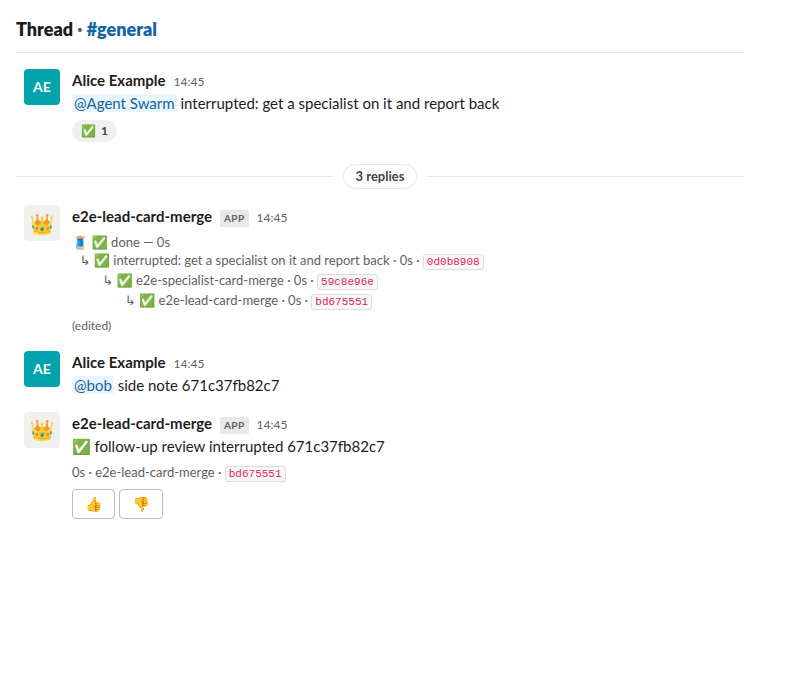 Thread • #general
AE
Alice Example 14:45
@Agent Swarm interrupted: get a specialist on it and report back
✅ 1
3 replies
e2e-lead-card-merge APP 14:45
🧵 ✅ done — 0s
↳ ✅ interrupted: get a specialist on it and report back · 0s · 0d0b8908
↳ ✅ e2e-specialist-card-merge · 0s · 59c8e96e
↳ ✅ e2e-lead-card-merge · 0s · bd675551
(edited)
AE
Alice Example 14:45
@bob side note 671c37fb82c7
e2e-lead-card-merge APP 14:45
✅ follow-up review interrupted 671c37fb82c7
0s · e2e-lead-card-merge · bd675551
👍 👎